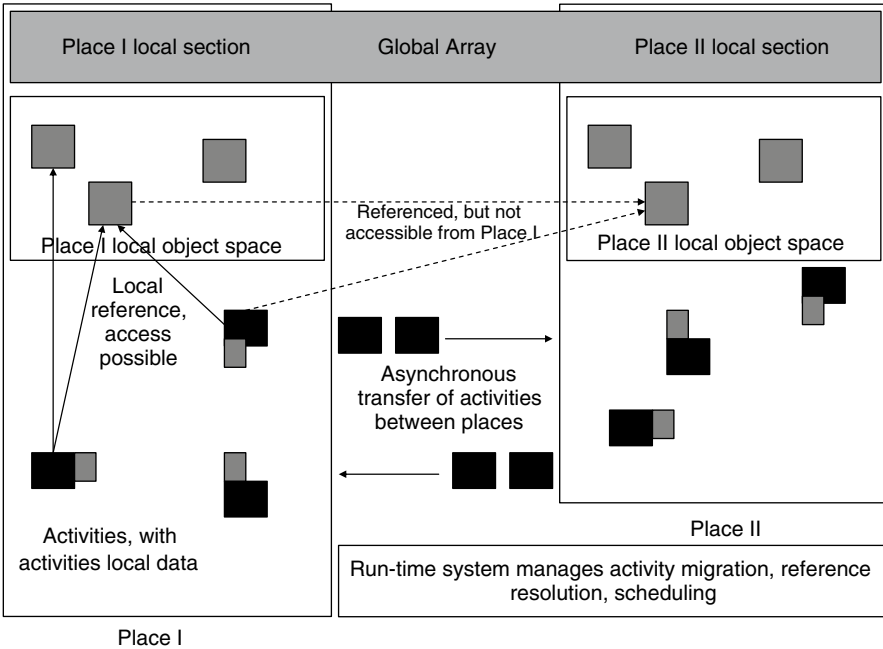 Place I local section
Global Array
Place II local section
Referenced, but not
accessible from Place I
Place I local object space
Place II local object space
Local
reference,
access
possible
Asynchronous
transfer of activities
between places
Activities, with
activities local data
Place II
Run-time system manages activity migration, reference
resolution, scheduling
Place I